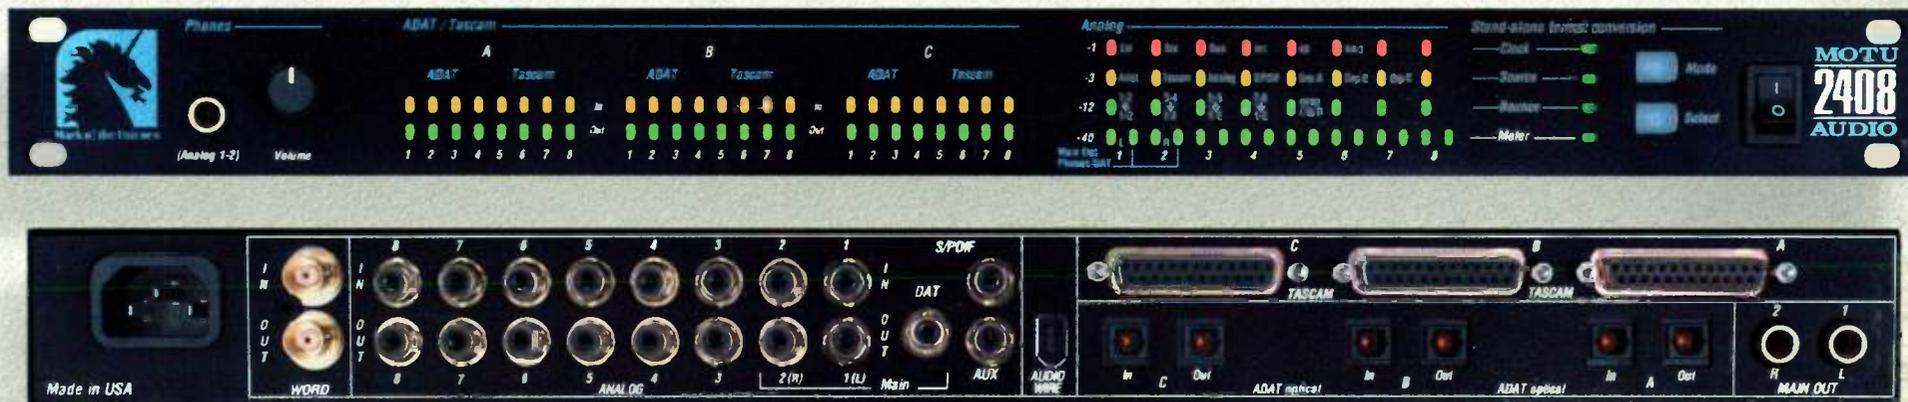 Phones
ADAT / Tascam
Analog
Stand-alone format conversion
A
B
C
ADAT Tascam
ADAT Tascam
ADAT Tascam
In
In
Out
Out
1 2 3 4 5 6 7 8
1 2 3 4 5 6 7 8
1 2 3 4 5 6 7 8
(Analog 1-2)
Volume
Mark of the Unicorn
-1
-3
-12
-40
L
R
Main Out
1 2 3 4 5 6 7 8
Clock
Source
Bounce
Meter
Mode
Select
I
O
MOTU
2408
AUDIO
Made in USA
IN
OUT
WORD
IN
OUT
8 7 6 5 4 3 2 1
8 7 6 5 4 3 2 (R) 1 (L)
ANALOG
Main
S/PDIF
IN
OUT
DAT
AUX
AUDIO
WIRE
C
TASCAM
B
TASCAM
A
In Out
C
ADAT optical
In Out
B
ADAT optical
In Out
A
2 1
R L
MAIN OUT